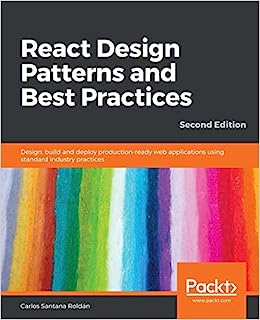 React Design
Patterns and
Best Practices
Second Edition
Design, build and deploy production-ready web applications using
standard industry practices
Carlos Santana Roldán
Packt>
www.packt.com